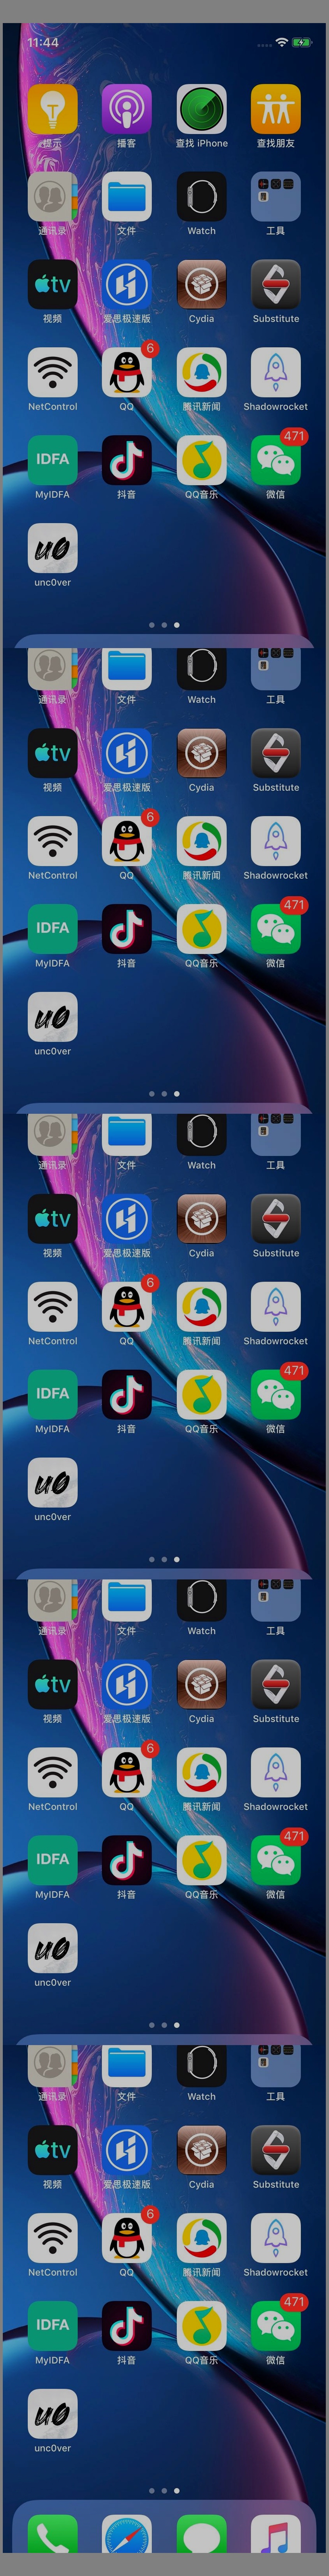 11:44
提示 播客 查找 iPhone 查找朋友
通讯录 文件 Watch 工具
tv
视频 爱思极速版 Cydia Substitute
6
NetControl QQ 腾讯新闻 Shadowrocket
471
IDFA
MyIDFA 抖音 QQ音乐 微信
u0
unc0ver
通讯录 文件 Watch 工具
tv
视频 爱思极速版 Cydia Substitute
6
NetControl QQ 腾讯新闻 Shadowrocket
471
IDFA
MyIDFA 抖音 QQ音乐 微信
u0
unc0ver
通讯录 文件 Watch 工具
tv
视频 爱思极速版 Cydia Substitute
6
NetControl QQ 腾讯新闻 Shadowrocket
471
IDFA
MyIDFA 抖音 QQ音乐 微信
u0
unc0ver
通讯录 文件 Watch 工具
tv
视频 爱思极速版 Cydia Substitute
6
NetControl QQ 腾讯新闻 Shadowrocket
471
IDFA
MyIDFA 抖音 QQ音乐 微信
u0
unc0ver
通讯录 文件 Watch 工具
tv
视频 爱思极速版 Cydia Substitute
6
NetControl QQ 腾讯新闻 Shadowrocket
471
IDFA
MyIDFA 抖音 QQ音乐 微信
u0
unc0ver